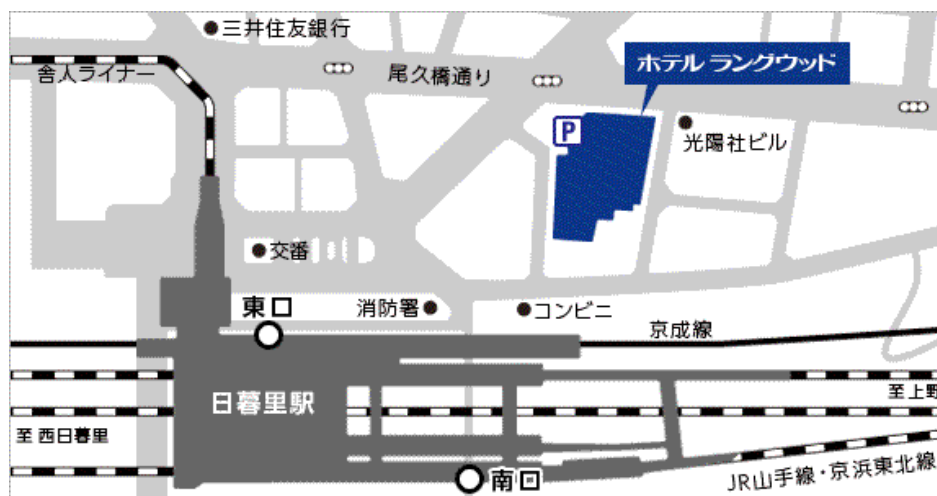 三井住友銀行
舎人ライナー
尾久橋通り
ホテル ラングウッド
P
光陽社ビル
交番
東口
消防署
コンビニ
京成線
日暮里駅
至 上野
至 西日暮里
南口
JR山手線・京浜東北線